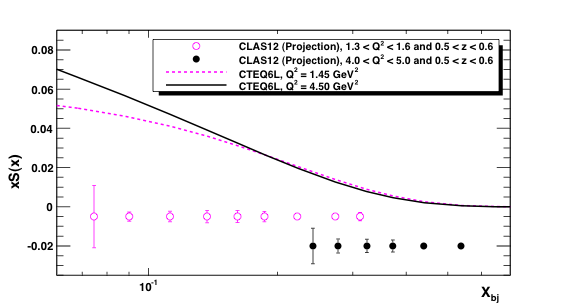 CLAS12 (Projection), 1.3 < Q² < 1.6 and 0.5 < z < 0.6
CLAS12 (Projection), 4.0 < Q² < 5.0 and 0.5 < z < 0.6
CTEQ6L, Q² = 1.45 GeV²
CTEQ6L, Q² = 4.50 GeV²
xS(x)
0.08
0.06
0.04
0.02
0
-0.02
10⁻¹
X_bj